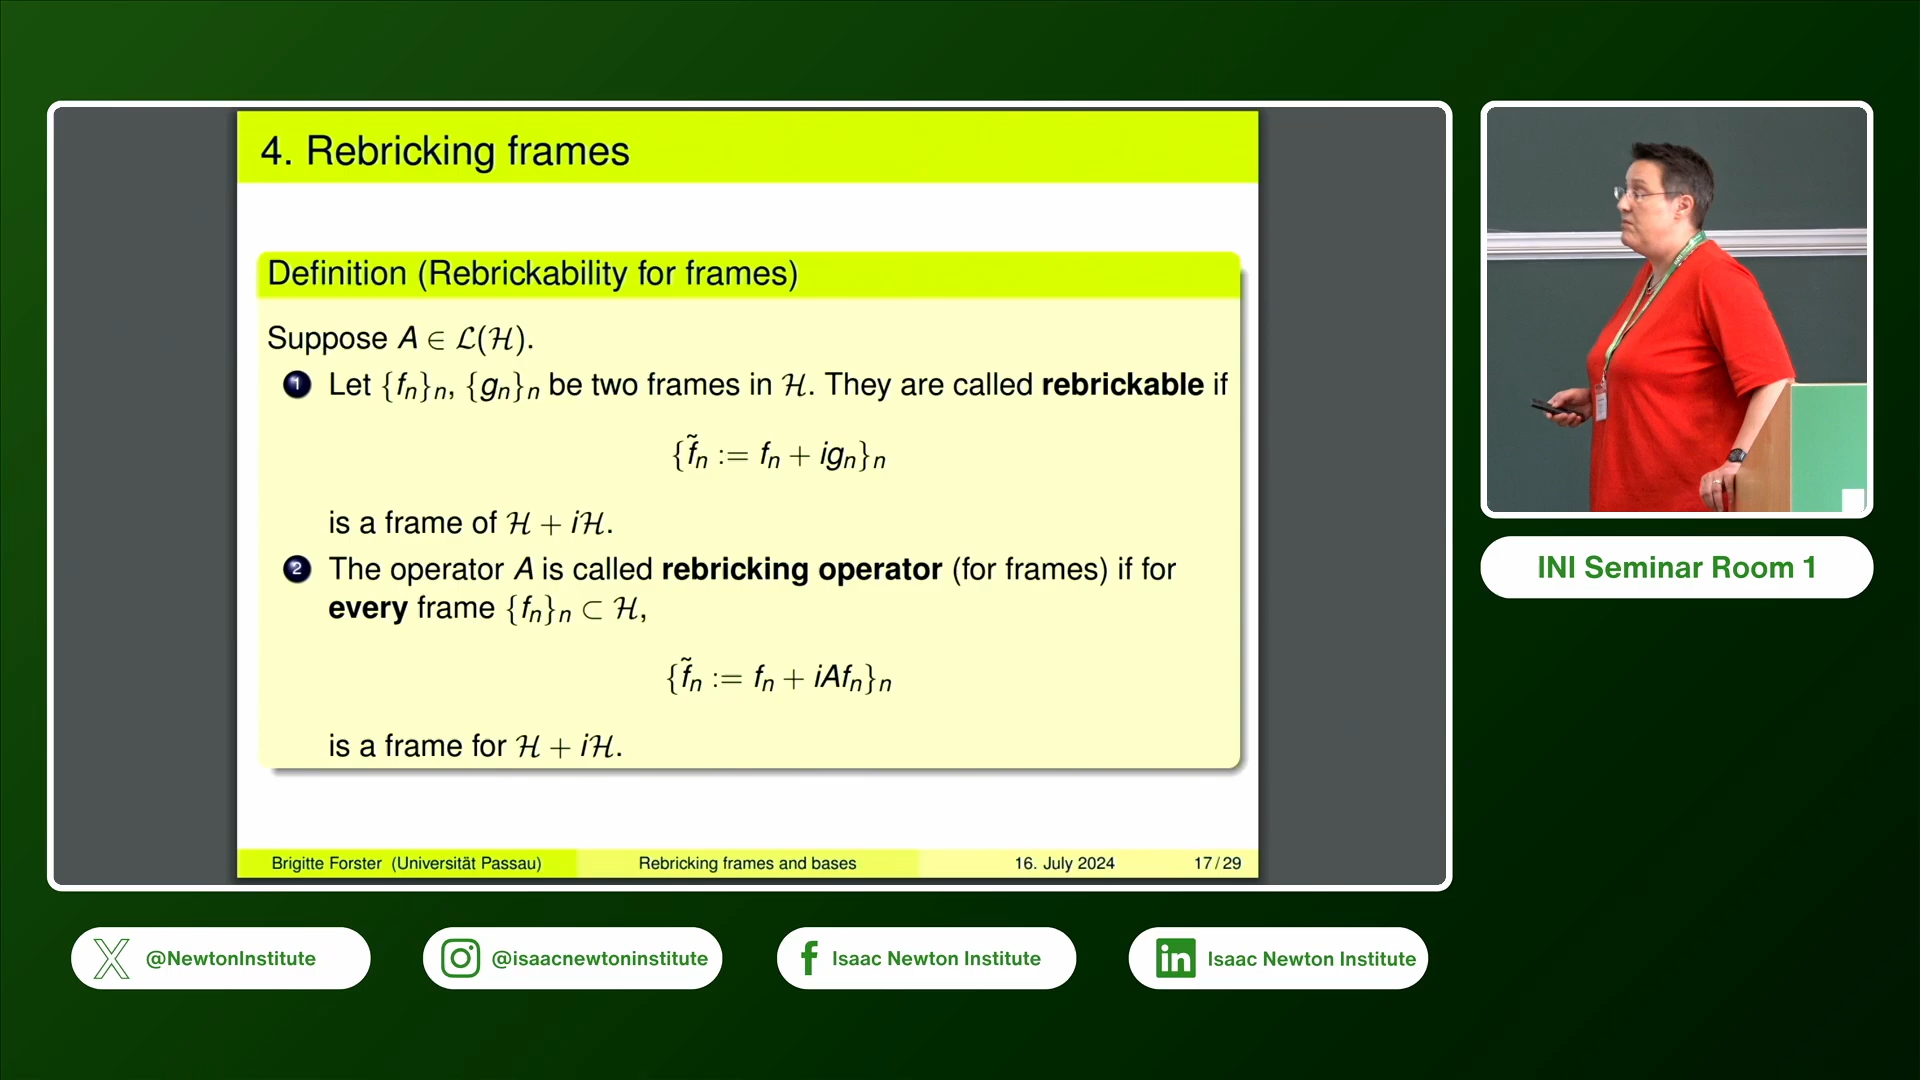 4. Rebricking frames
Definition (Rebrickability for frames)
Suppose A ∈ ℒ(ℋ).
1 Let {fₙ}ₙ, {gₙ}ₙ be two frames in ℋ. They are called rebrickable if
{f̃ₙ := fₙ + igₙ}ₙ
is a frame of ℋ + iℋ.
2 The operator A is called rebricking operator (for frames) if for
every frame {fₙ}ₙ ⊂ ℋ,
{f̃ₙ := fₙ + iAfₙ}ₙ
is a frame for ℋ + iℋ.
Brigitte Forster (Universität Passau) Rebricking frames and bases 16. July 2024 17/29
INI Seminar Room 1
@NewtonInstitute
@isaacnewtoninstitute
Isaac Newton Institute
Isaac Newton Institute